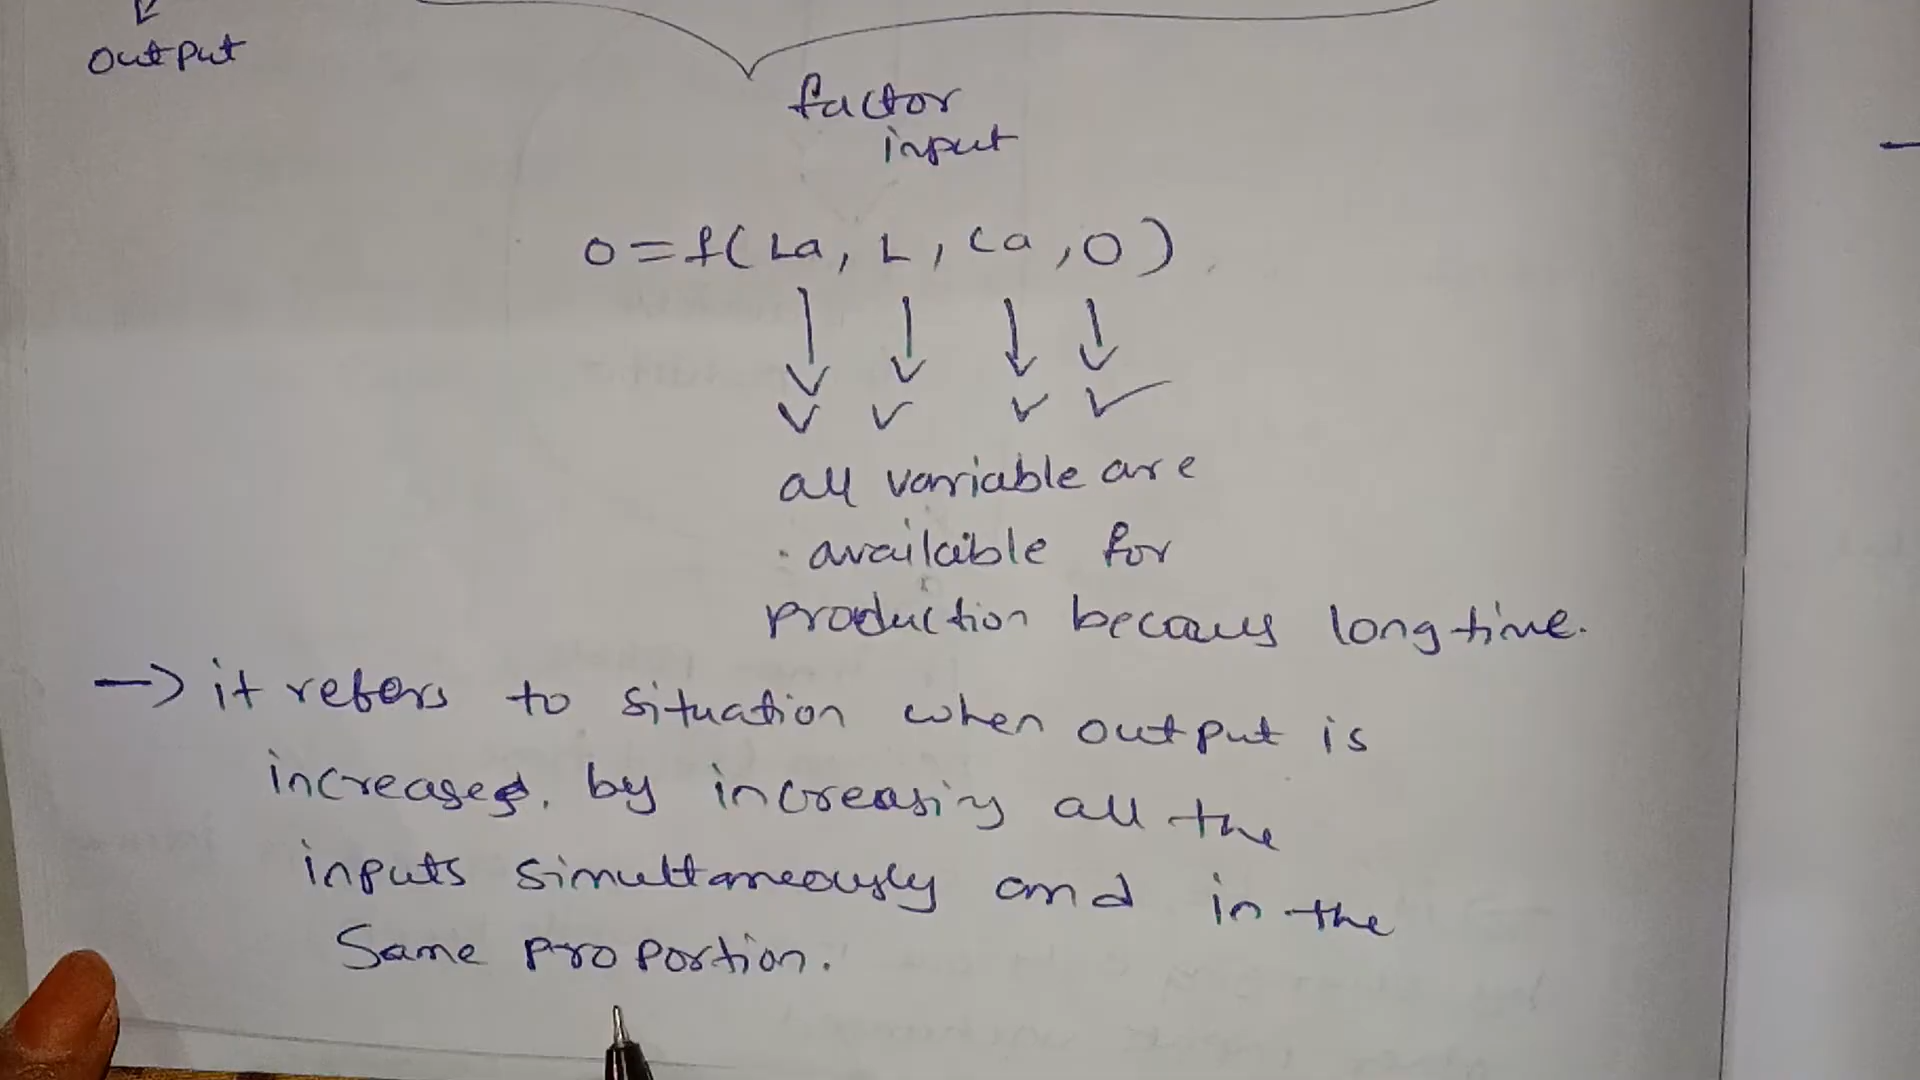 output
factor
input
O = f( La, L, Ca, O )
all variable are
available for
production becaus long time.
→ it refers to situation when output is
increases. by increasing all the
inputs simultaneously and in the
Same proportion.